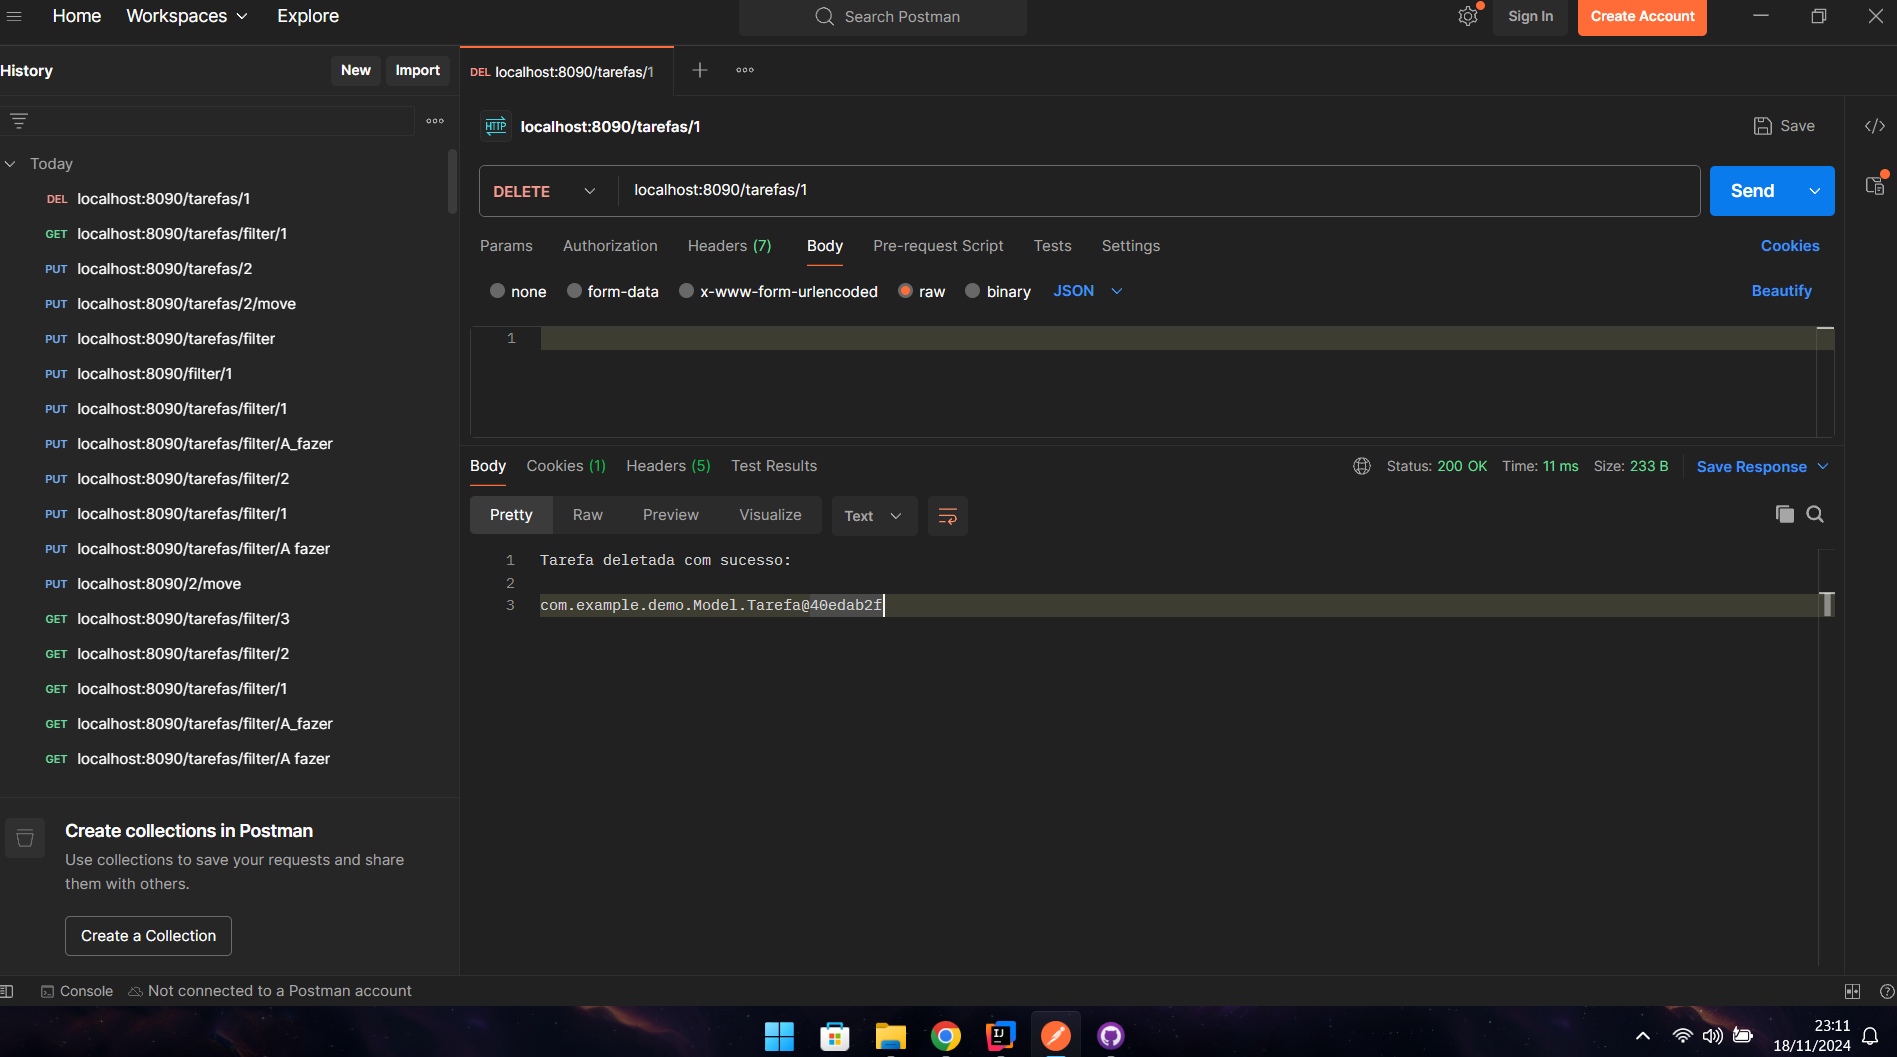 Home Workspaces Explore Search Postman Sign In Create Account
History New Import DEL localhost:8090/tarefas/1
HTTP localhost:8090/tarefas/1 Save
Today
DEL localhost:8090/tarefas/1
GET localhost:8090/tarefas/filter/1
PUT localhost:8090/tarefas/2
PUT localhost:8090/tarefas/2/move
PUT localhost:8090/tarefas/filter
PUT localhost:8090/filter/1
PUT localhost:8090/tarefas/filter/1
PUT localhost:8090/tarefas/filter/A_fazer
PUT localhost:8090/tarefas/filter/2
PUT localhost:8090/tarefas/filter/1
PUT localhost:8090/tarefas/filter/A fazer
PUT localhost:8090/2/move
GET localhost:8090/tarefas/filter/3
GET localhost:8090/tarefas/filter/2
GET localhost:8090/tarefas/filter/1
GET localhost:8090/tarefas/filter/A_fazer
GET localhost:8090/tarefas/filter/A fazer
Create collections in Postman
Use collections to save your requests and share
them with others.
Create a Collection
DELETE localhost:8090/tarefas/1 Send
Params Authorization Headers (7) Body Pre-request Script Tests Settings Cookies
none form-data x-www-form-urlencoded raw binary JSON Beautify
1
Body Cookies (1) Headers (5) Test Results Status: 200 OK Time: 11 ms Size: 233 B Save Response
Pretty Raw Preview Visualize Text
1 Tarefa deletada com sucesso:
2
3 com.example.demo.Model.Tarefa@40edab2f
Console Not connected to a Postman account
23:11
18/11/2024